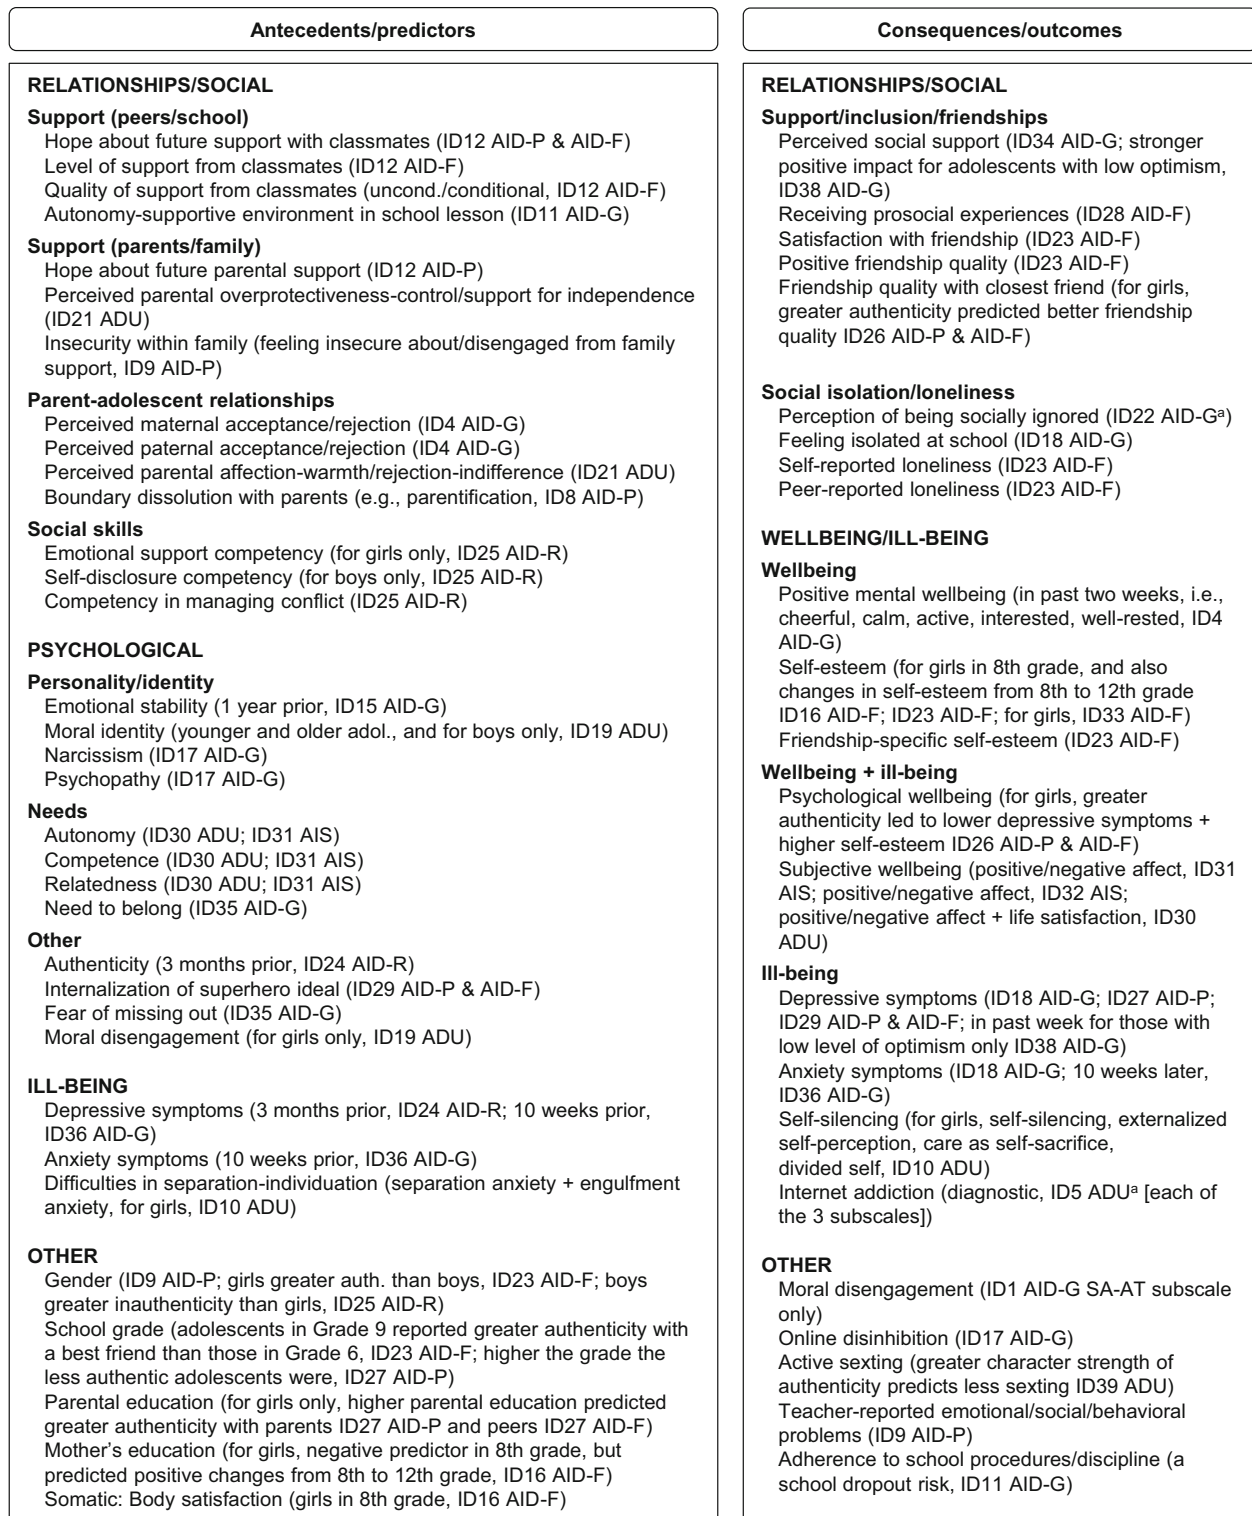 Antecedents/predictors
RELATIONSHIPS/SOCIAL
Support (peers/school)
Hope about future support with classmates (ID12 AID-P & AID-F)
Level of support from classmates (ID12 AID-F)
Quality of support from classmates (uncond./conditional, ID12 AID-F)
Autonomy-supportive environment in school lesson (ID11 AID-G)
Support (parents/family)
Hope about future parental support (ID12 AID-P)
Perceived parental overprotectiveness-control/support for independence
(ID21 ADU)
Insecurity within family (feeling insecure about/disengaged from family
support, ID9 AID-P)
Parent-adolescent relationships
Perceived maternal acceptance/rejection (ID4 AID-G)
Perceived paternal acceptance/rejection (ID4 AID-G)
Perceived parental affection-warmth/rejection-indifference (ID21 ADU)
Boundary dissolution with parents (e.g., parentification, ID8 AID-P)
Social skills
Emotional support competency (for girls only, ID25 AID-R)
Self-disclosure competency (for boys only, ID25 AID-R)
Competency in managing conflict (ID25 AID-R)
PSYCHOLOGICAL
Personality/identity
Emotional stability (1 year prior, ID15 AID-G)
Moral identity (younger and older adol., and for boys only, ID19 ADU)
Narcissism (ID17 AID-G)
Psychopathy (ID17 AID-G)
Needs
Autonomy (ID30 ADU; ID31 AIS)
Competence (ID30 ADU; ID31 AIS)
Relatedness (ID30 ADU; ID31 AIS)
Need to belong (ID35 AID-G)
Other
Authenticity (3 months prior, ID24 AID-R)
Internalization of superhero ideal (ID29 AID-P & AID-F)
Fear of missing out (ID35 AID-G)
Moral disengagement (for girls only, ID19 ADU)
ILL-BEING
Depressive symptoms (3 months prior, ID24 AID-R; 10 weeks prior,
ID36 AID-G)
Anxiety symptoms (10 weeks prior, ID36 AID-G)
Difficulties in separation-individuation (separation anxiety + engulfment
anxiety, for girls, ID10 ADU)
OTHER
Gender (ID9 AID-P; girls greater auth. than boys, ID23 AID-F; boys
greater inauthenticity than girls, ID25 AID-R)
School grade (adolescents in Grade 9 reported greater authenticity with
a best friend than those in Grade 6, ID23 AID-F; higher the grade the
less authentic adolescents were, ID27 AID-P)
Parental education (for girls only, higher parental education predicted
greater authenticity with parents ID27 AID-P and peers ID27 AID-F)
Mother's education (for girls, negative predictor in 8th grade, but
predicted positive changes from 8th to 12th grade, ID16 AID-F)
Somatic: Body satisfaction (girls in 8th grade, ID16 AID-F)
Consequences/outcomes
RELATIONSHIPS/SOCIAL
Support/inclusion/friendships
Perceived social support (ID34 AID-G; stronger
positive impact for adolescents with low optimism,
ID38 AID-G)
Receiving prosocial experiences (ID28 AID-F)
Satisfaction with friendship (ID23 AID-F)
Positive friendship quality (ID23 AID-F)
Friendship quality with closest friend (for girls,
greater authenticity predicted better friendship
quality ID26 AID-P & AID-F)
Social isolation/loneliness
Perception of being socially ignored (ID22 AID-Gᵃ)
Feeling isolated at school (ID18 AID-G)
Self-reported loneliness (ID23 AID-F)
Peer-reported loneliness (ID23 AID-F)
WELLBEING/ILL-BEING
Wellbeing
Positive mental wellbeing (in past two weeks, i.e.,
cheerful, calm, active, interested, well-rested, ID4
AID-G)
Self-esteem (for girls in 8th grade, and also
changes in self-esteem from 8th to 12th grade
ID16 AID-F; ID23 AID-F; for girls, ID33 AID-F)
Friendship-specific self-esteem (ID23 AID-F)
Wellbeing + ill-being
Psychological wellbeing (for girls, greater
authenticity led to lower depressive symptoms +
higher self-esteem ID26 AID-P & AID-F)
Subjective wellbeing (positive/negative affect, ID31
AIS; positive/negative affect, ID32 AIS;
positive/negative affect + life satisfaction, ID30
ADU)
Ill-being
Depressive symptoms (ID18 AID-G; ID27 AID-P;
ID29 AID-P & AID-F; in past week for those with
low level of optimism only ID38 AID-G)
Anxiety symptoms (ID18 AID-G; 10 weeks later,
ID36 AID-G)
Self-silencing (for girls, self-silencing, externalized
self-perception, care as self-sacrifice,
divided self, ID10 ADU)
Internet addiction (diagnostic, ID5 ADUᵃ [each of
the 3 subscales])
OTHER
Moral disengagement (ID1 AID-G SA-AT subscale
only)
Online disinhibition (ID17 AID-G)
Active sexting (greater character strength of
authenticity predicts less sexting ID39 ADU)
Teacher-reported emotional/social/behavioral
problems (ID9 AID-P)
Adherence to school procedures/discipline (a
school dropout risk, ID11 AID-G)